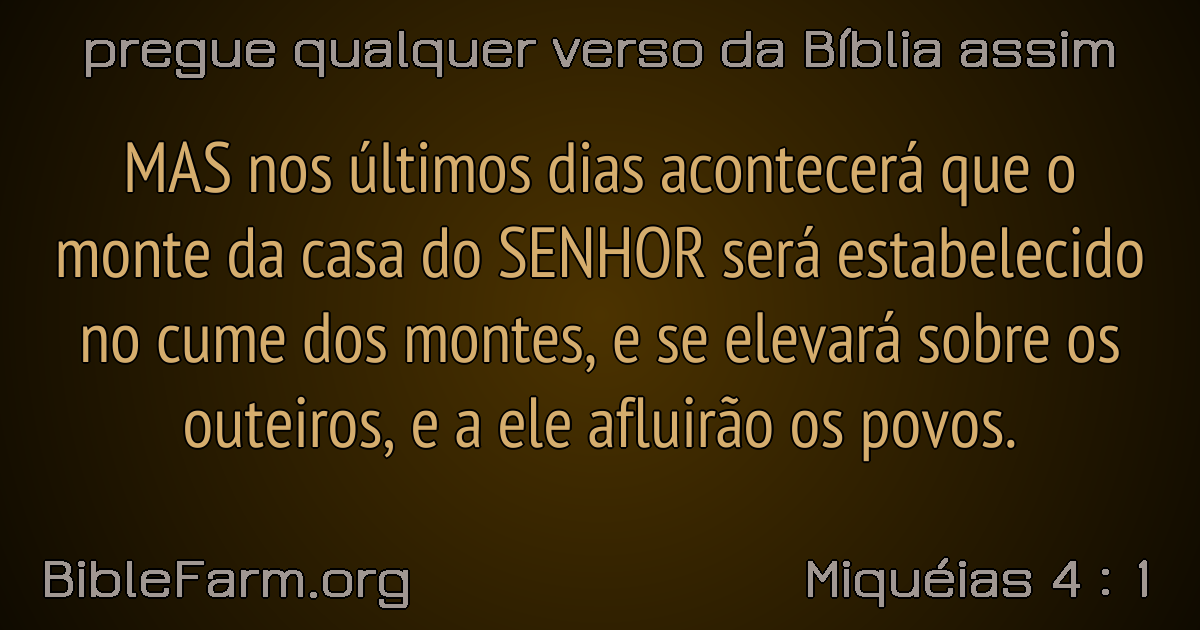 pregue qualquer verso da Bíblia assim
MAS nos últimos dias acontecerá que o
monte da casa do SENHOR será estabelecido
no cume dos montes, e se elevará sobre os
outeiros, e a ele afluirão os povos.
BibleFarm.org
Miquéias 4 : 1